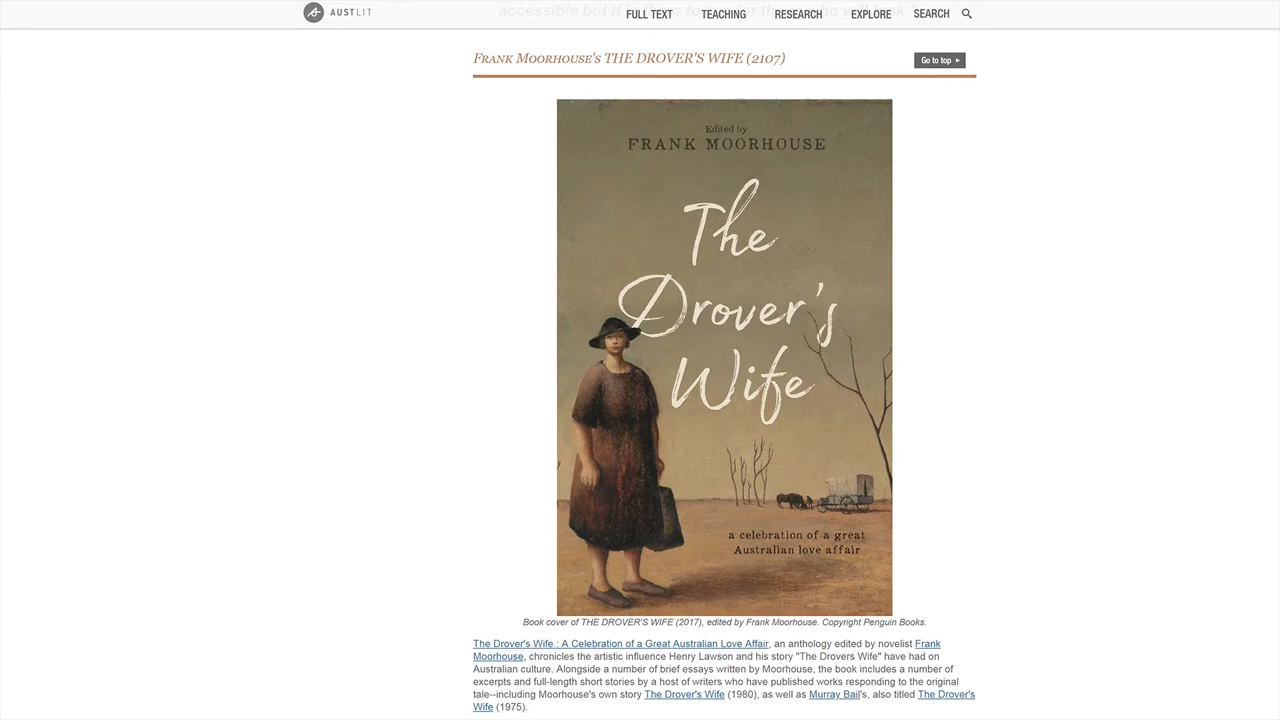 accessible but it
AUSTLIT
FULL TEXT TEACHING RESEARCH EXPLORE SEARCH
FRANK MOORHOUSE'S THE DROVER'S WIFE (2107)
Go to top
Edited by
FRANK MOORHOUSE
The
Drover's
Wife
a celebration of a great
Australian love affair
Book cover of THE DROVER'S WIFE (2017), edited by Frank Moorhouse. Copyright Penguin Books.
The Drover's Wife : A Celebration of a Great Australian Love Affair, an anthology edited by novelist Frank
Moorhouse, chronicles the artistic influence Henry Lawson and his story "The Drovers Wife" have had on
Australian culture. Alongside a number of brief essays written by Moorhouse, the book includes a number of
excerpts and full-length short stories by a host of writers who have published works responding to the original
tale--including Moorhouse's own story The Drover's Wife (1980), as well as Murray Bail's, also titled The Drover's
Wife (1975).